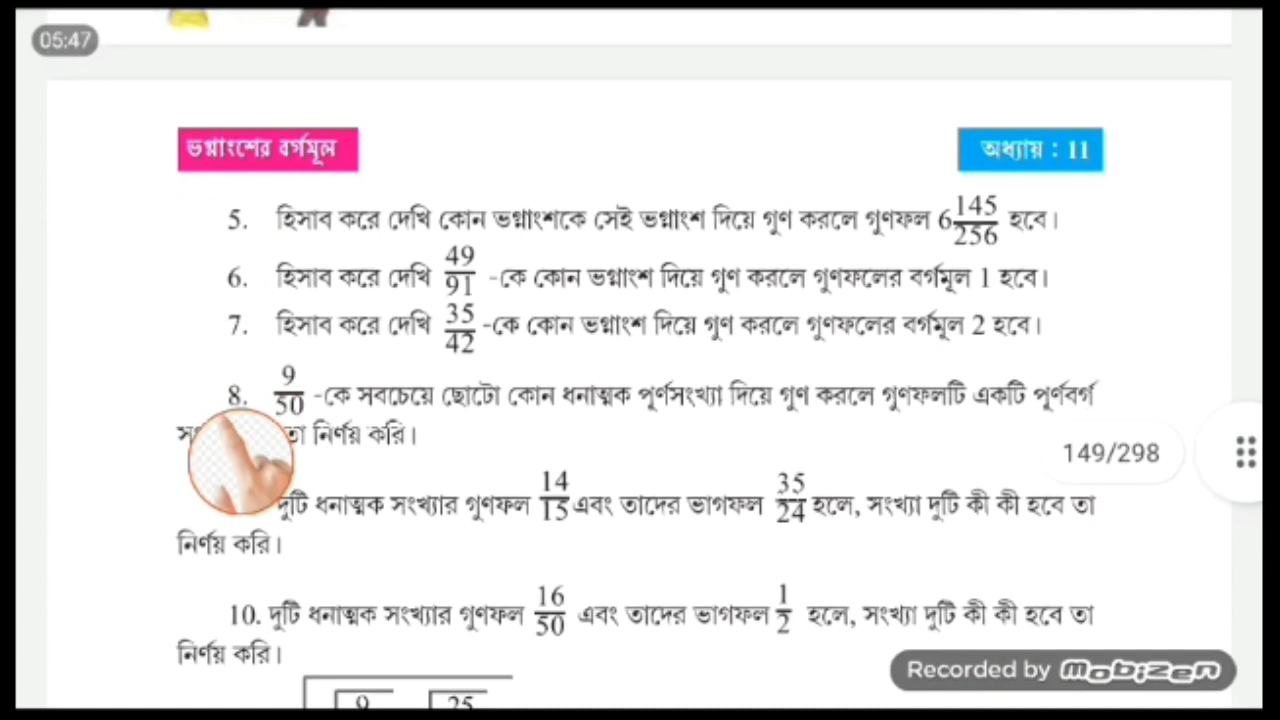 05:47
ভগ্নাংশের বর্গমূল
অধ্যায় : 11
5. হিসাব করে দেখি কোন ভগ্নাংশকে সেই ভগ্নাংশ দিয়ে গুণ করলে গুণফল 6 145/256 হবে।
6. হিসাব করে দেখি 49/91 -কে কোন ভগ্নাংশ দিয়ে গুণ করলে গুণফলের বর্গমূল 1 হবে।
7. হিসাব করে দেখি 35/42 -কে কোন ভগ্নাংশ দিয়ে গুণ করলে গুণফলের বর্গমূল 2 হবে।
8. 9/50 -কে সবচেয়ে ছোটো কোন ধনাত্মক পূর্ণসংখ্যা দিয়ে গুণ করলে গুণফলটি একটি পূর্ণবর্গ
তা নির্ণয় করি।
149/298
দুটি ধনাত্মক সংখ্যার গুণফল 14/15 এবং তাদের ভাগফল 35/24 হলে, সংখ্যা দুটি কী কী হবে তা
নির্ণয় করি।
10. দুটি ধনাত্মক সংখ্যার গুণফল 16/50 এবং তাদের ভাগফল 1/2 হলে, সংখ্যা দুটি কী কী হবে তা
নির্ণয় করি।
Recorded by mobizen
9 25